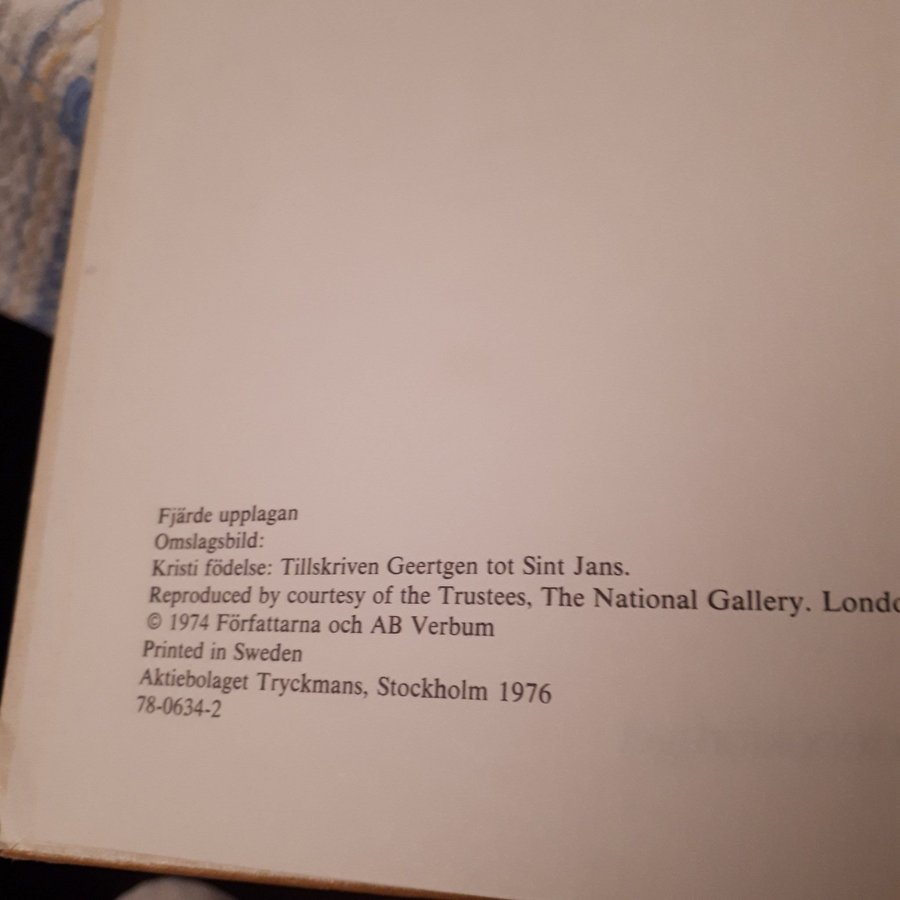 Fjärde upplagan
Omslagsbild:
Kristi födelse: Tillskriven Geertgen tot Sint Jans.
Reproduced by courtesy of the Trustees, The National Gallery. Londo
© 1974 Författarna och AB Verbum
Printed in Sweden
Aktiebolaget Tryckmans, Stockholm 1976
78-0634-2